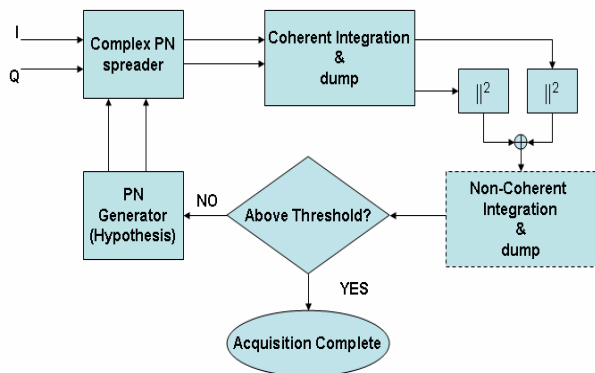 I
Q
Complex PN
spreader
Coherent Integration
&
dump
||²
||²
PN
Generator
(Hypothesis)
NO
Above Threshold?
Non-Coherent
Integration
&
dump
YES
Acquisition Complete